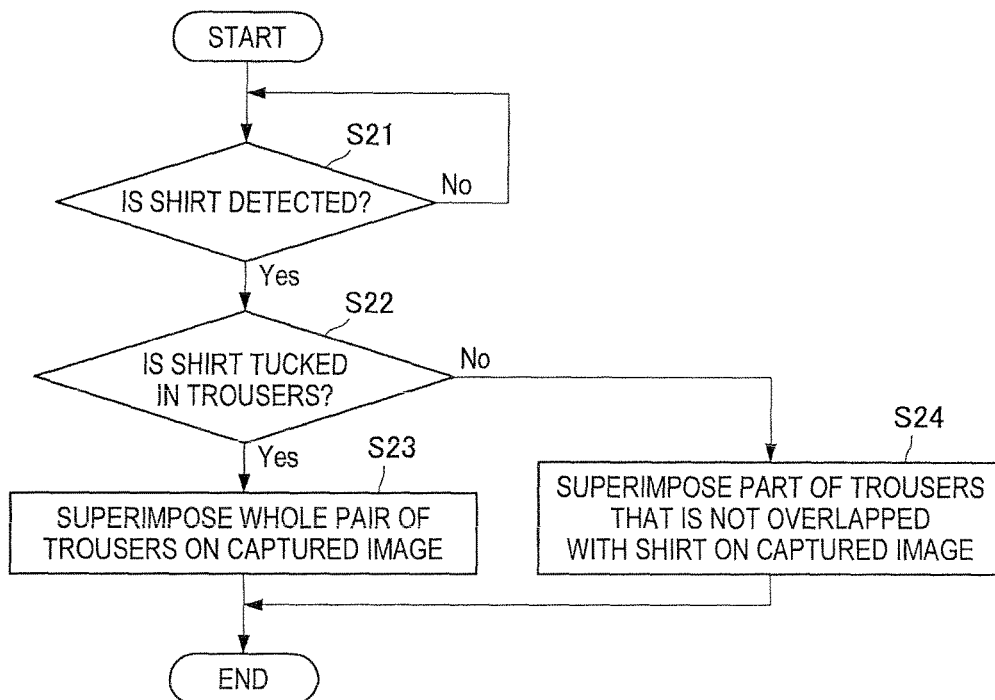 START
S21
IS SHIRT DETECTED?
No
Yes
S22
IS SHIRT TUCKED
IN TROUSERS?
No
Yes
S23
SUPERIMPOSE WHOLE PAIR OF
TROUSERS ON CAPTURED IMAGE
S24
SUPERIMPOSE PART OF TROUSERS
THAT IS NOT OVERLAPPED
WITH SHIRT ON CAPTURED IMAGE
END